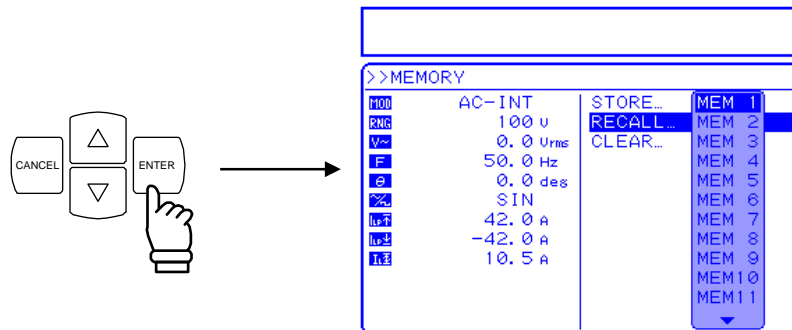 CANCEL
ENTER
>>MEMORY
MOD AC-INT STORE… MEM 1
RNG 100 V RECALL… MEM 2
V~ 0.0 Vrms CLEAR… MEM 3
F 50.0 Hz MEM 4
θ 0.0 deg MEM 5
SIN MEM 6
42.0 A MEM 7
-42.0 A MEM 8
10.5 A MEM 9
MEM10
MEM11